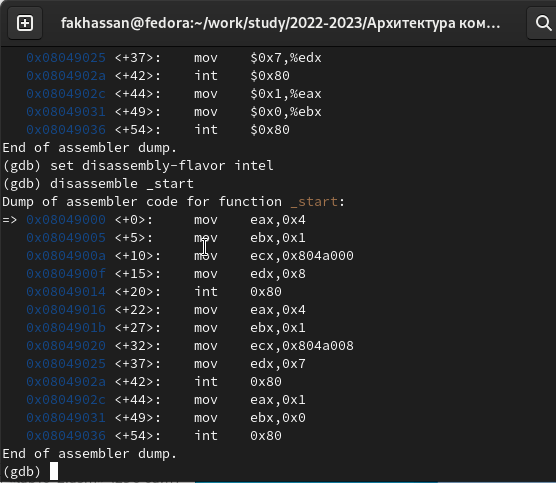 fakhassan@fedora:~/work/study/2022-2023/Архитектура ком...
0x08049025 <+37>: mov $0x7,%edx
0x0804902a <+42>: int $0x80
0x0804902c <+44>: mov $0x1,%eax
0x08049031 <+49>: mov $0x0,%ebx
0x08049036 <+54>: int $0x80
End of assembler dump.
(gdb) set disassembly-flavor intel
(gdb) disassemble _start
Dump of assembler code for function _start:
=> 0x08049000 <+0>: mov eax,0x4
0x08049005 <+5>: mov ebx,0x1
0x0804900a <+10>: mov ecx,0x804a000
0x0804900f <+15>: mov edx,0x8
0x08049014 <+20>: int 0x80
0x08049016 <+22>: mov eax,0x4
0x0804901b <+27>: mov ebx,0x1
0x08049020 <+32>: mov ecx,0x804a008
0x08049025 <+37>: mov edx,0x7
0x0804902a <+42>: int 0x80
0x0804902c <+44>: mov eax,0x1
0x08049031 <+49>: mov ebx,0x0
0x08049036 <+54>: int 0x80
End of assembler dump.
(gdb)